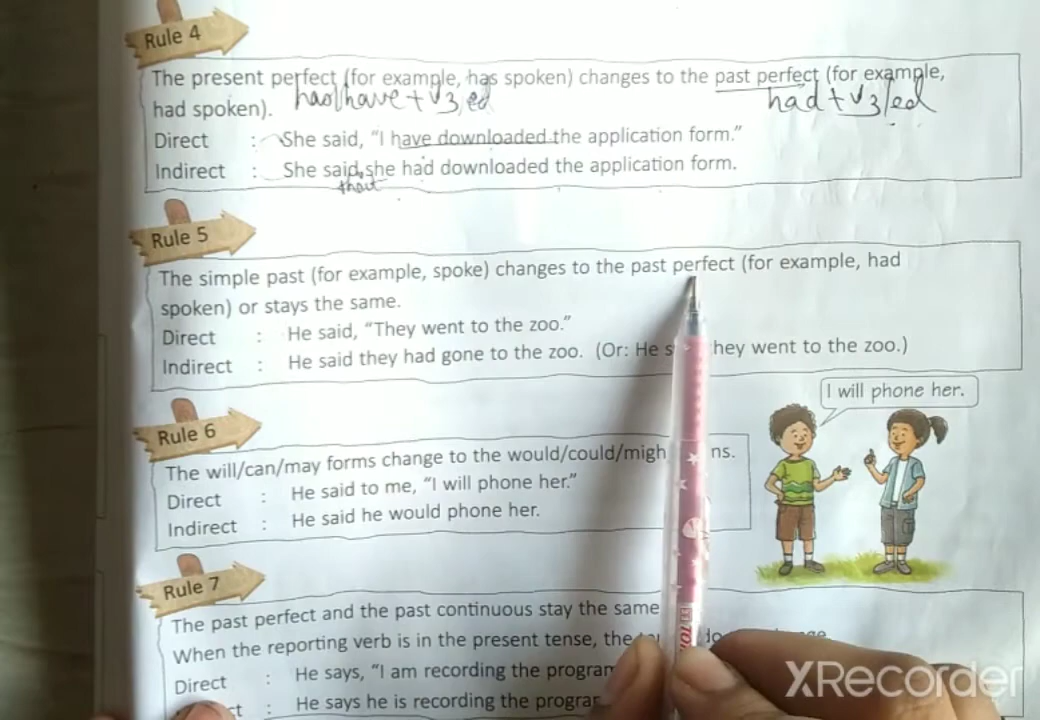 Rule 4
The present perfect (for example, has spoken) changes to the past perfect (for example,
had spoken). has/have + V3, ed had + V3/ed
Direct : She said, "I have downloaded the application form."
Indirect : She said, she had downloaded the application form.
that
Rule 5
The simple past (for example, spoke) changes to the past perfect (for example, had
spoken) or stays the same.
Direct : He said, "They went to the zoo."
Indirect : He said they had gone to the zoo. (Or: He they went to the zoo.)
I will phone her.
Rule 6
The will/can/may forms change to the would/could/migh ns.
Direct : He said to me, "I will phone her."
Indirect : He said he would phone her.
Rule 7
The past perfect and the past continuous stay the same
When the reporting verb is in the present tense, the
Direct : He says, "I am recording the program
ct : He says he is recording the progra
XRecorder